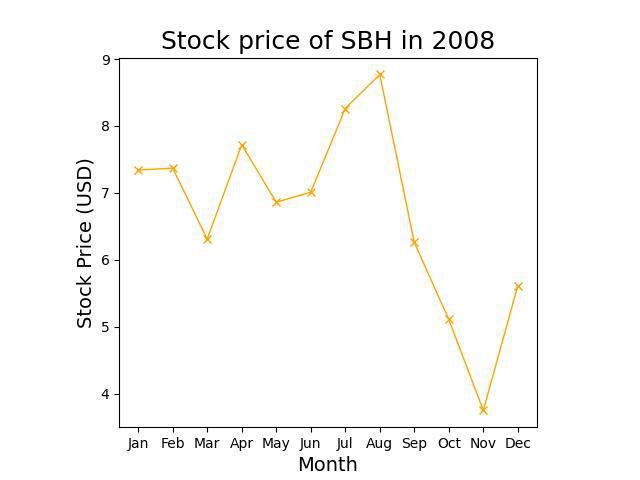 Stock price of SBH in 2008
9
8
7
6
5
4
Stock Price (USD)
Jan Feb Mar Apr May Jun Jul Aug Sep Oct Nov Dec
Month